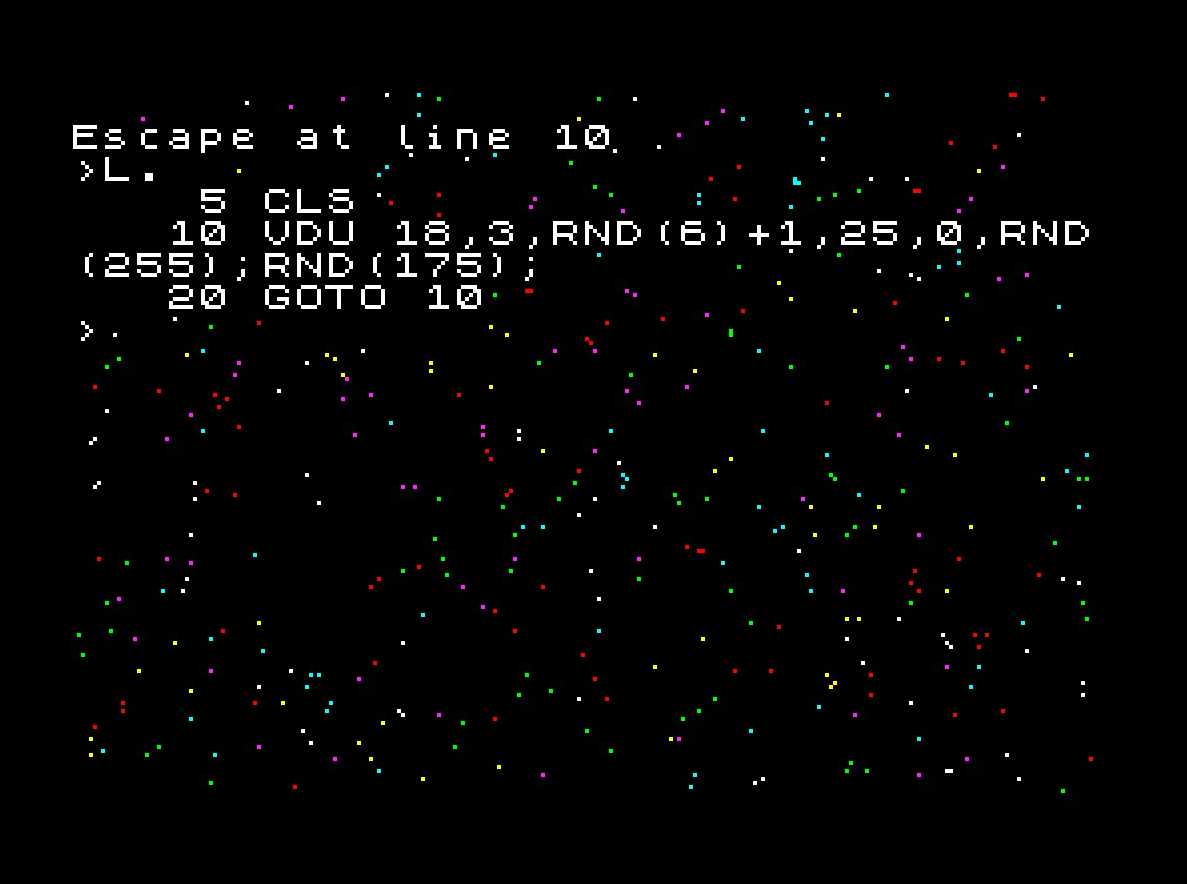 Escape at line 10
>L.
5 CLS
10 VDU 18,3,RND(6)+1,25,0,RND
(255);RND(175);
20 GOTO 10
>